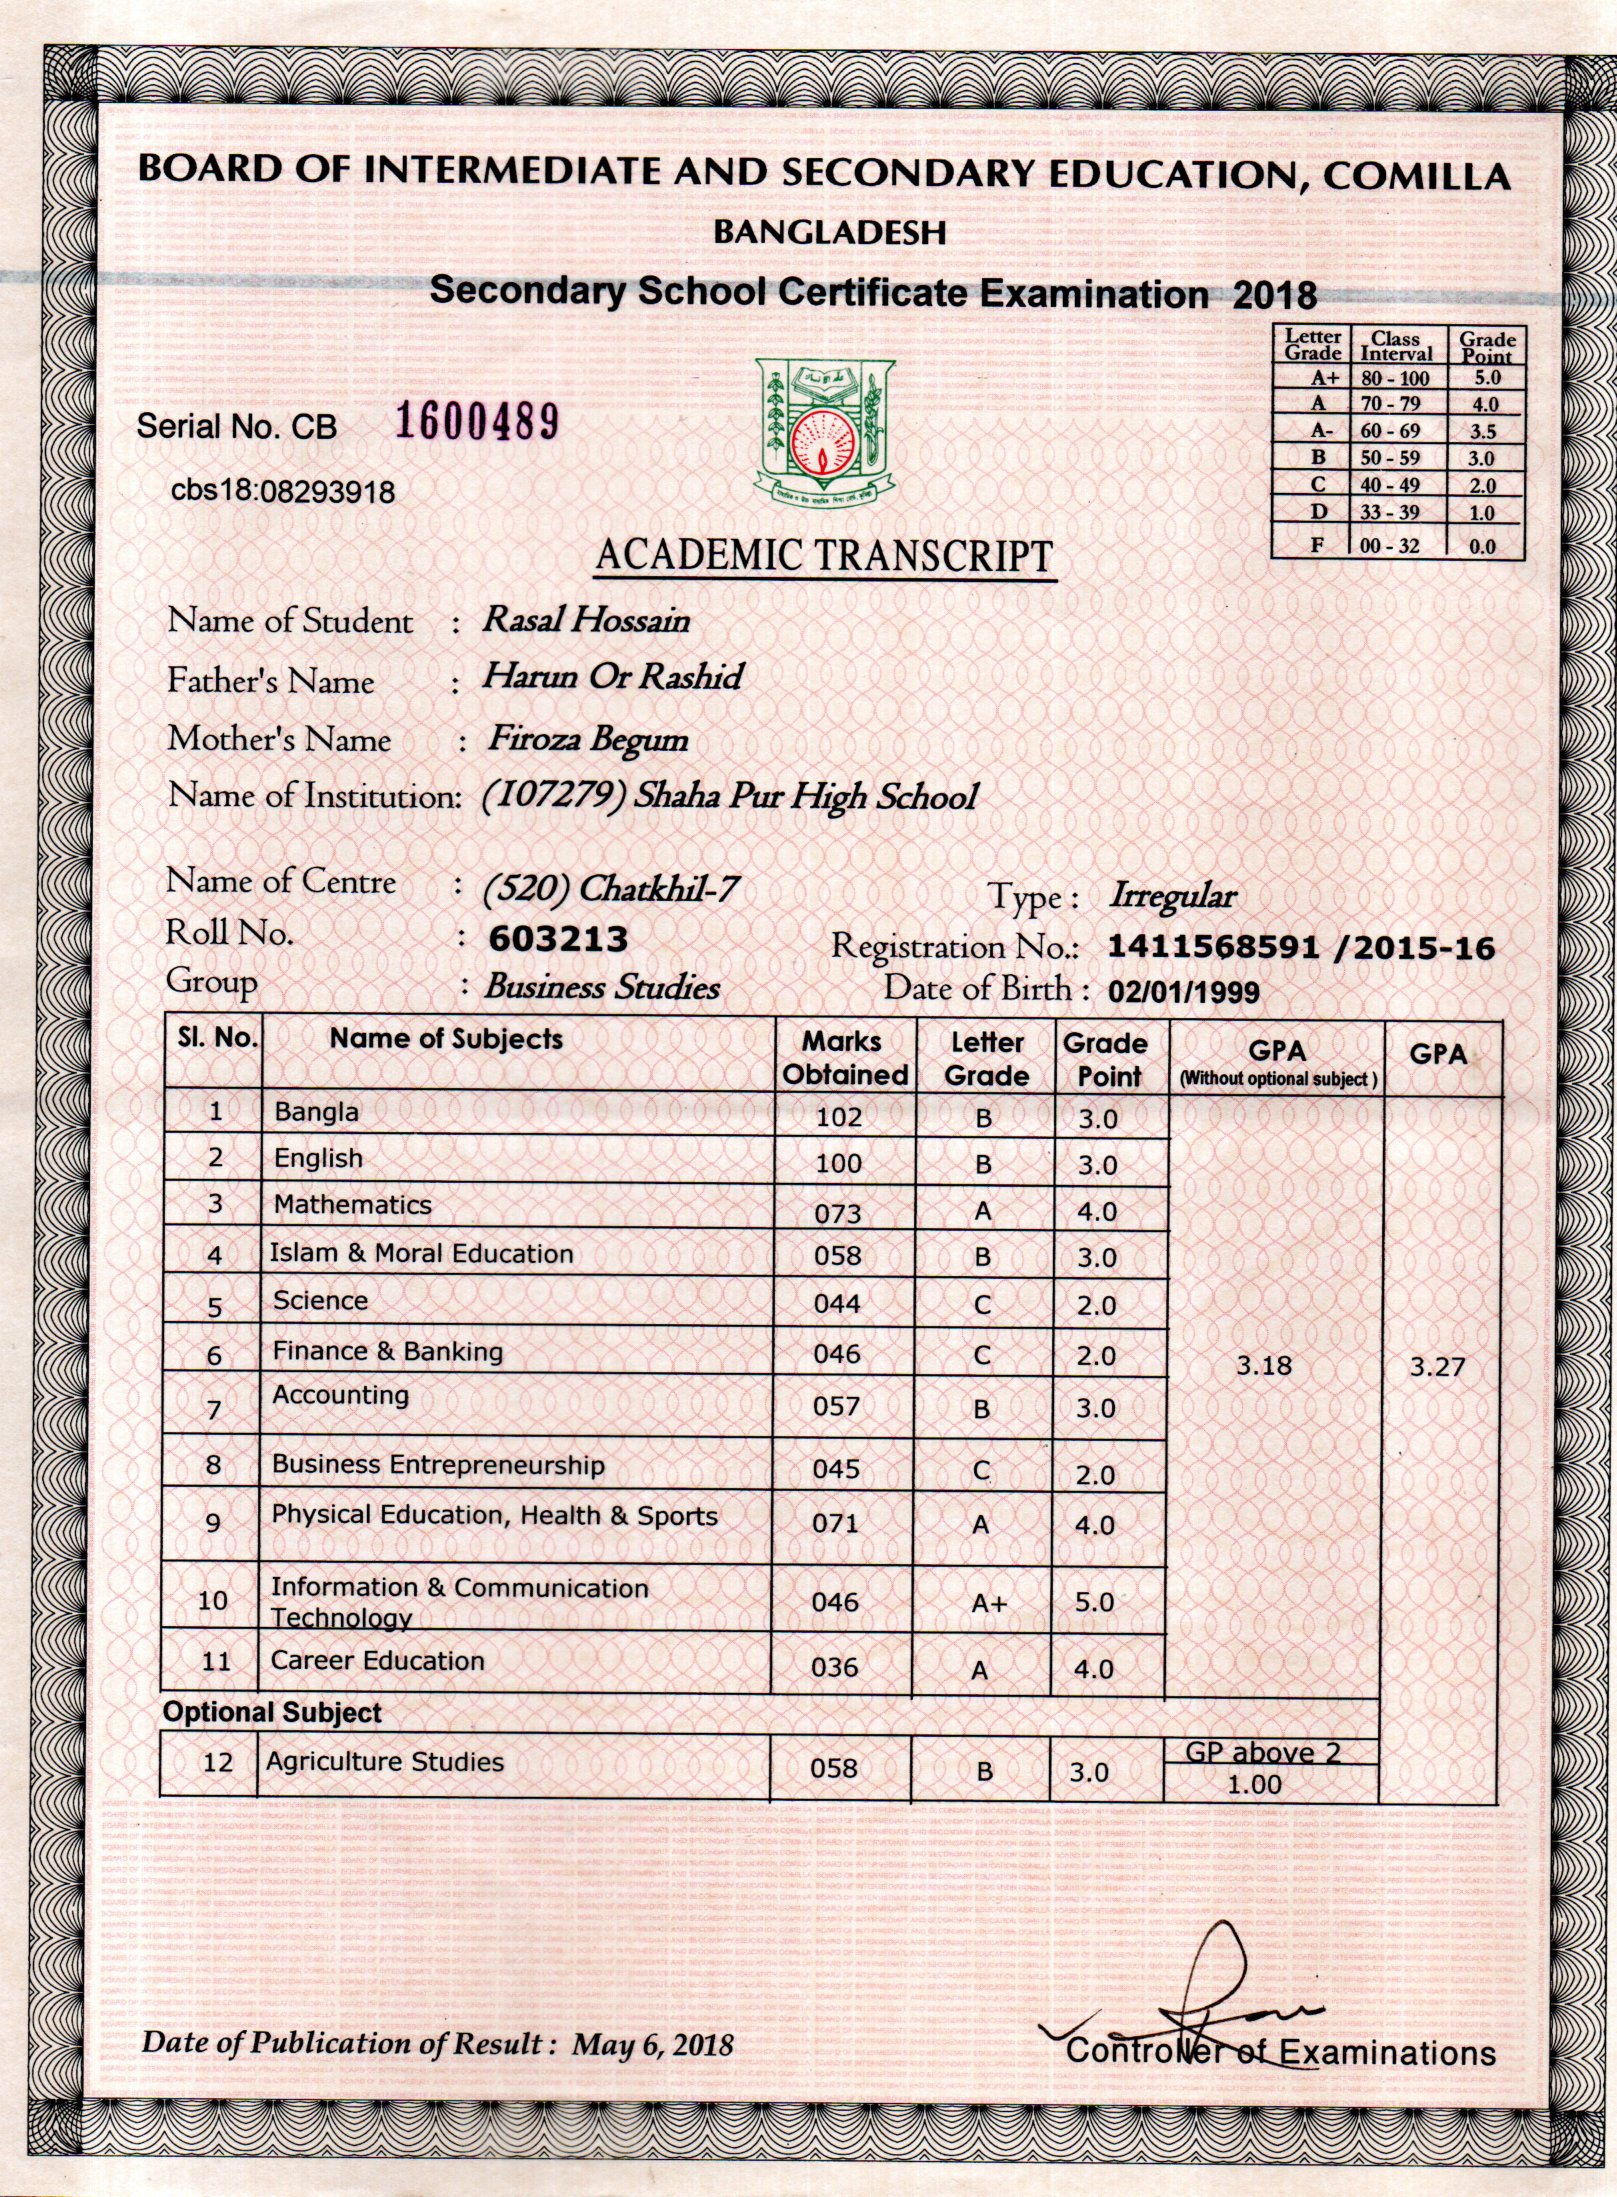 BOARD OF INTERMEDIATE AND SECONDARY EDUCATION, COMILLA
BANGLADESH
Secondary School Certificate Examination 2018
Letter Grade Class Interval Grade Point
A+ 80 - 100 5.0
A 70 - 79 4.0
A- 60 - 69 3.5
B 50 - 59 3.0
C 40 - 49 2.0
D 33 - 39 1.0
F 00 - 32 0.0
Serial No. CB 1600489
cbs18:08293918
ACADEMIC TRANSCRIPT
Name of Student : Rasal Hossain
Father's Name : Harun Or Rashid
Mother's Name : Firoza Begum
Name of Institution: (107279) Shaha Pur High School
Name of Centre : (520) Chatkhil-7 Type : Irregular
Roll No. : 603213 Registration No.: 1411568591 /2015-16
Group : Business Studies Date of Birth : 02/01/1999
Sl. No. Name of Subjects Marks Obtained Letter Grade Grade Point GPA (Without optional subject ) GPA
1 Bangla 102 B 3.0
2 English 100 B 3.0
3 Mathematics 073 A 4.0
4 Islam & Moral Education 058 B 3.0
5 Science 044 C 2.0
6 Finance & Banking 046 C 2.0 3.18 3.27
7 Accounting 057 B 3.0
8 Business Entrepreneurship 045 C 2.0
9 Physical Education, Health & Sports 071 A 4.0
10 Information & Communication Technology 046 A+ 5.0
11 Career Education 036 A 4.0
Optional Subject
12 Agriculture Studies 058 B 3.0 GP above 2 1.00
Date of Publication of Result : May 6, 2018
Controller of Examinations